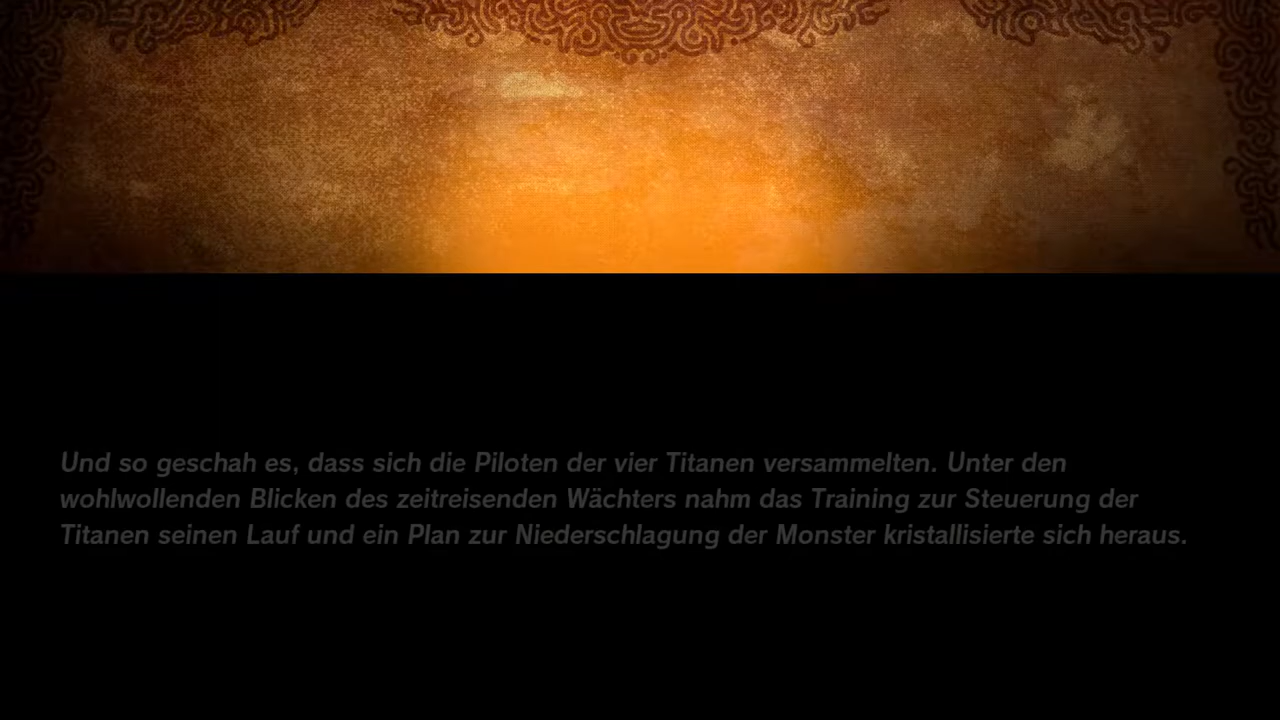 Und so geschah es, dass sich die Piloten der vier Titanen versammelten. Unter den
wohlwollenden Blicken des zeitreisenden Wächters nahm das Training zur Steuerung der
Titanen seinen Lauf und ein Plan zur Niederschlagung der Monster kristallisierte sich heraus.